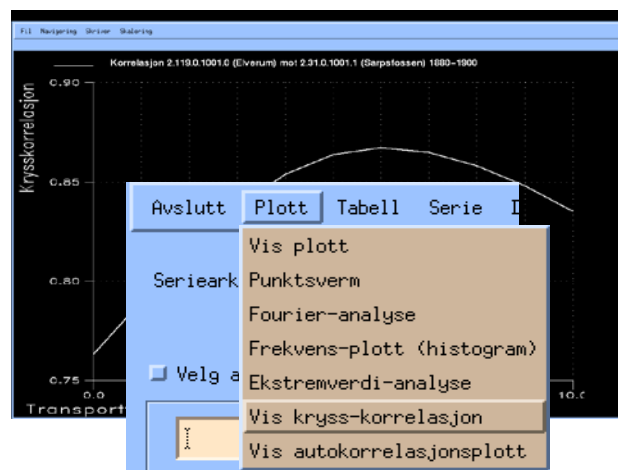 Fil Navigering Skriver Skalering
Korrelasjon 2.119.0.1001.0 (Elverum) mot 2.31.0.1001.1 (Sarpsfossen) 1880-1900
Krysskorrelasjon
0.90
0.85
0.80
0.75
0.0
10.0
Transport
Avslutt Plott Tabell Serie
Vis plott
Punktsverm
Fourier-analyse
Frekvens-plott (histogram)
Ekstremverdi-analyse
Vis kryss-korrelasjon
Vis autokorrelasjonsplott
Serieark
Velg a